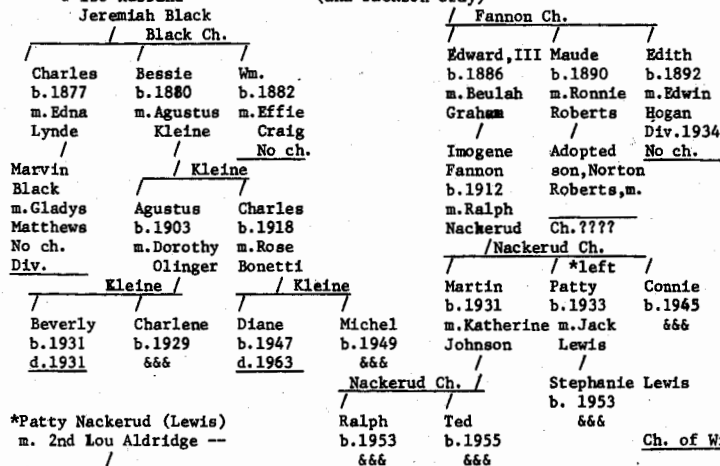 Jeremiah Black
/ Black Ch. / Fannon Ch.
/ / / / / /
Charles Bessie Wm. Edward,III Maude Edith
b.1877 b.1880 b.1882 b.1886 b.1890 b.1892
m.Edna m.Agustus m.Effie m.Beulah m.Ronnie m.Edwin
Lynde Kleine Craig Graham Roberts Hogan
/ / No ch. / / Div.1934
Marvin / Kleine Imogene Adopted No ch.
Black / / Fannon son,Norton
m.Gladys Agustus Charles b.1912 Roberts,m.
Matthews b.1903 b.1918 m.Ralph
No ch. m.Dorothy m.Rose Nackerud Ch.????
Div. Olinger Bonetti /Nackerud Ch.
Kleine / / Kleine / / *left /
/ / / / Martin Patty Connie
Beverly Charlene Diane Michel b.1931 b.1933 b.1945
b.1931 b.1929 b.1947 b.1949 m.Katherine m.Jack &&&
d.1931 &&& d.1963 &&& Johnson Lewis
/ /
Nackerud Ch. / Stephanie Lewis
/ / b. 1953
*Patty Nackerud (Lewis) Ralph Ted &&&
m. 2nd Lou Aldridge -- b.1953 b.1955 Ch. of
/ &&& &&&